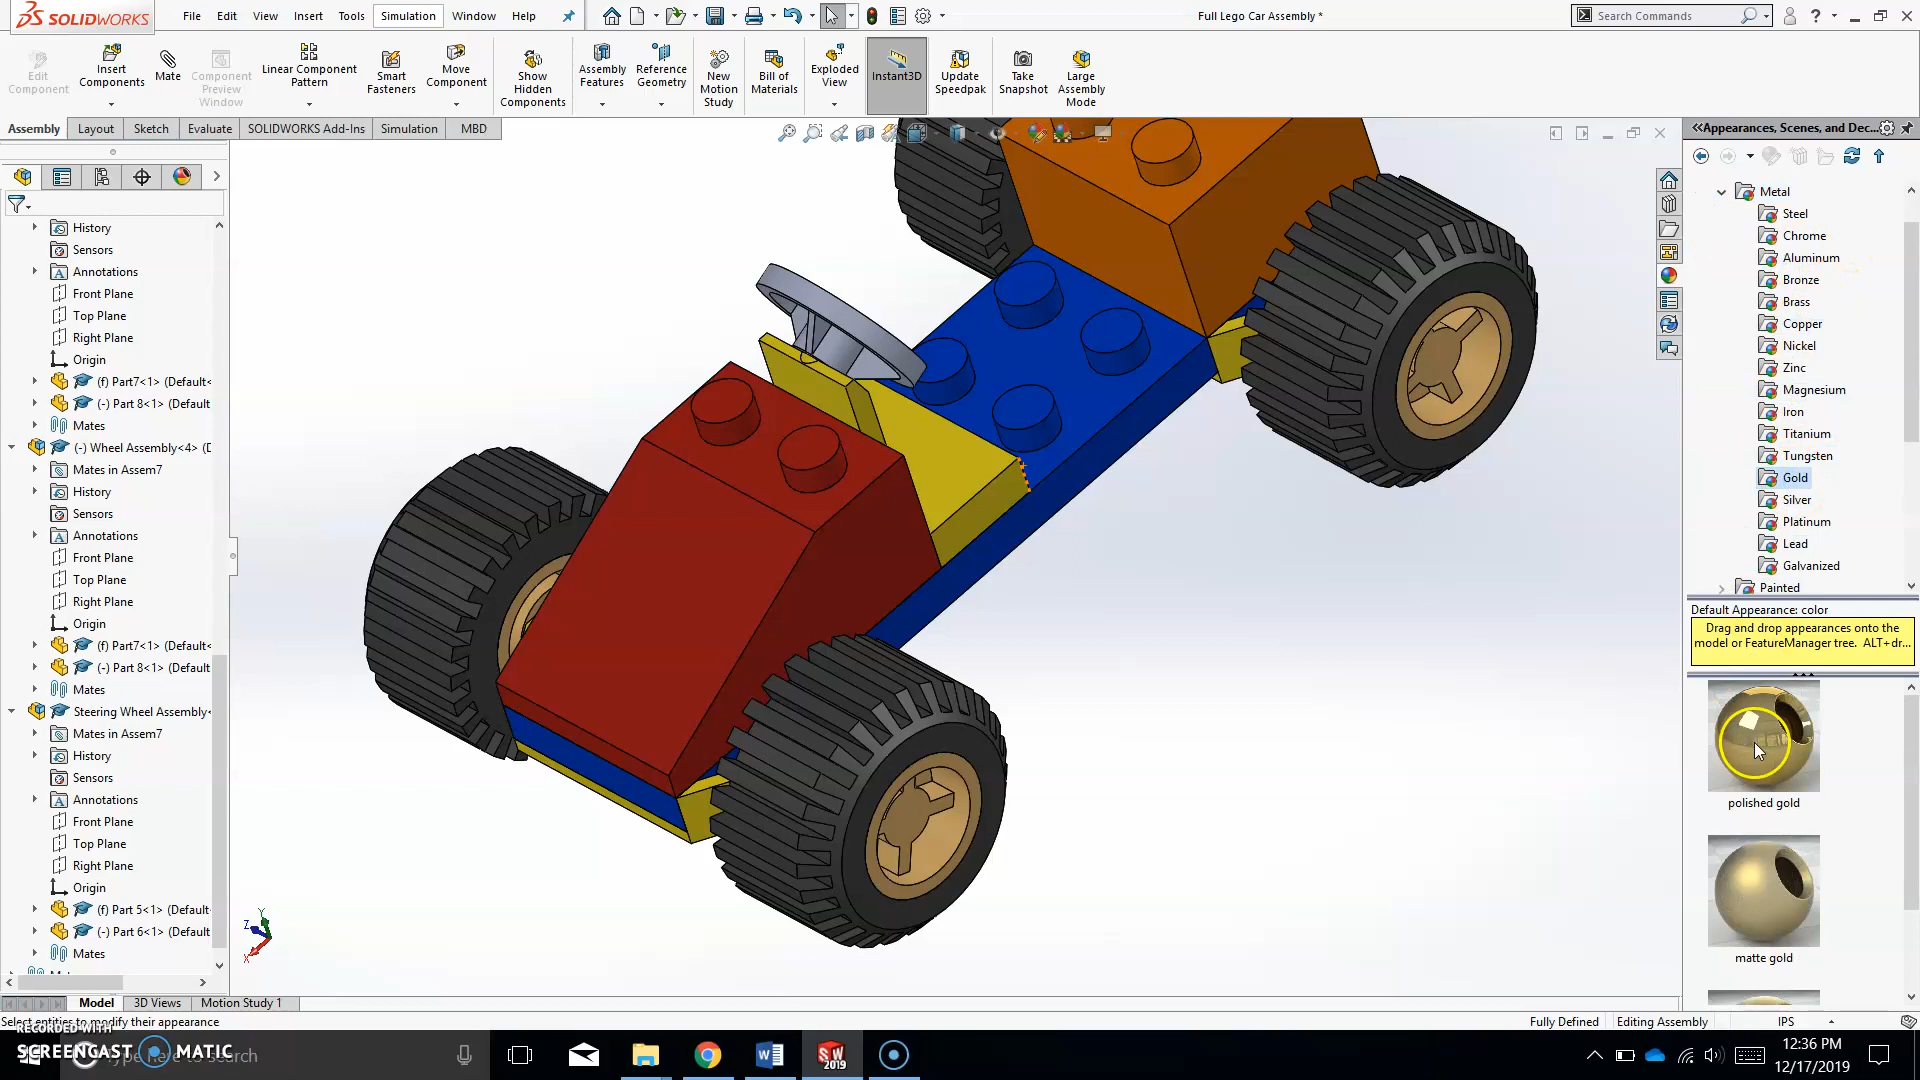 SOLIDWORKS
File Edit View Insert Tools Simulation Window Help
Full Lego Car Assembly *
Search Commands
Edit Component
Insert Components
Mate
Component Preview Window
Linear Component Pattern
Smart Fasteners
Move Component
Show Hidden Components
Assembly Features
Reference Geometry
New Motion Study
Bill of Materials
Exploded View
Instant3D
Update Speedpak
Take Snapshot
Large Assembly Mode
Assembly Layout Sketch Evaluate SOLIDWORKS Add-Ins Simulation MBD
History
Sensors
Annotations
Front Plane
Top Plane
Right Plane
Origin
(f) Part7<1> (Default<
(-) Part 8<1> (Default
Mates
(-) Wheel Assembly<4> (D
Mates in Assem7
History
Sensors
Annotations
Front Plane
Top Plane
Right Plane
Origin
(f) Part7<1> (Default<
(-) Part 8<1> (Default
Mates
Steering Wheel Assembly<
Mates in Assem7
History
Sensors
Annotations
Front Plane
Top Plane
Right Plane
Origin
(f) Part 5<1> (Default
(-) Part 6<1> (Default
Mates
Y
Z
X
Appearances, Scenes, and Dec...
Metal
Steel
Chrome
Aluminum
Bronze
Brass
Copper
Nickel
Zinc
Magnesium
Iron
Titanium
Tungsten
Gold
Silver
Platinum
Lead
Galvanized
Painted
Default Appearance: color
Drag and drop appearances onto the
model or FeatureManager tree. ALT+dr...
polished gold
matte gold
Model 3D Views Motion Study 1
Select entities to modify their appearance
Fully Defined Editing Assembly IPS
RECORDED WITH
SCREENCAST MATIC
Type here to search
SW
2019
12:36 PM
12/17/2019